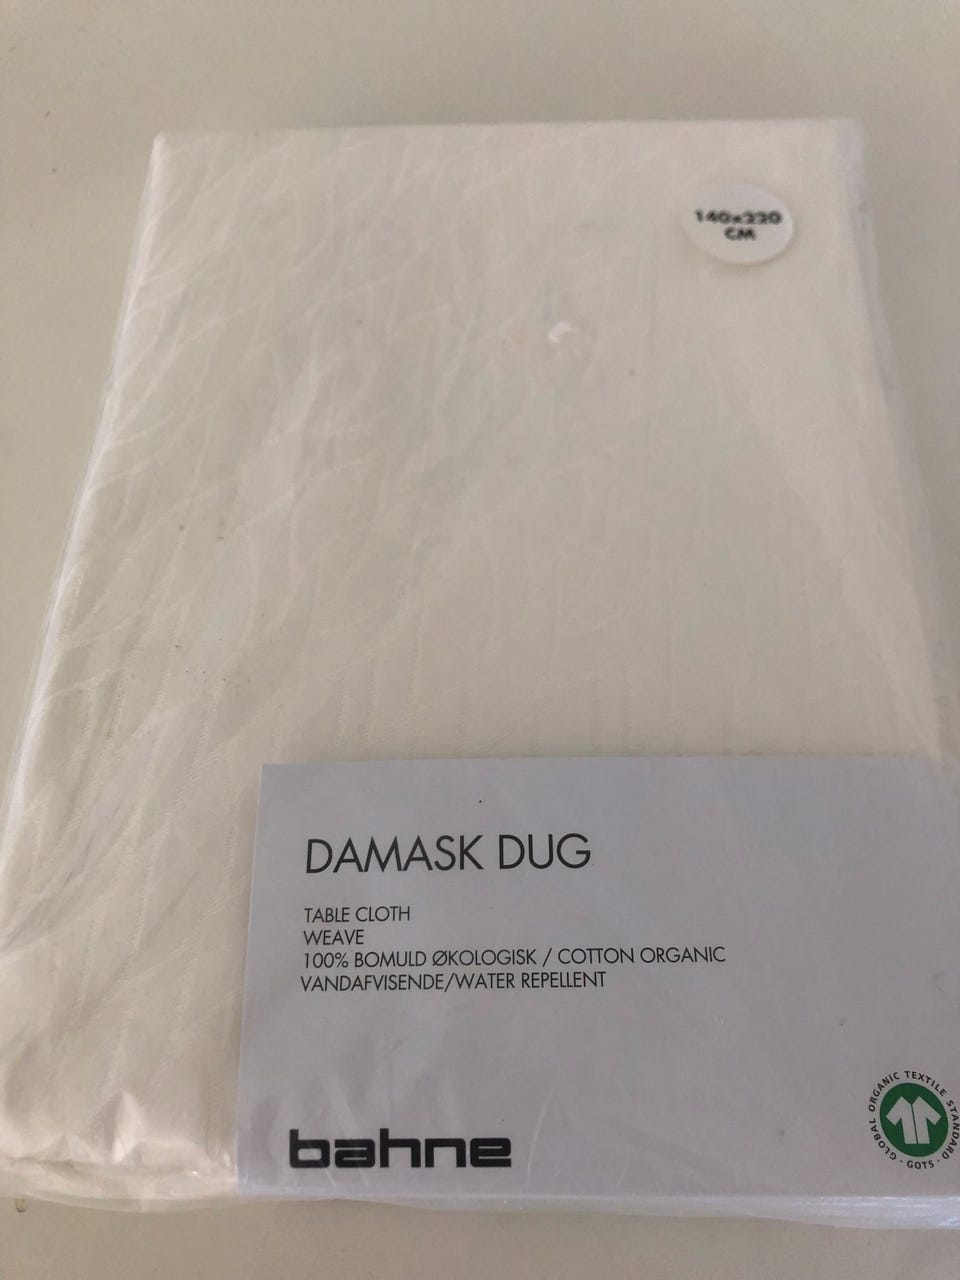 140x220
CM
DAMASK DUG
TABLE CLOTH
WEAVE
100% BOMULD ØKOLOGISK / COTTON ORGANIC
VANDAFVISENDE/WATER REPELLENT
bahne
GLOBAL ORGANIC TEXTILE STANDARD · GOTS ·